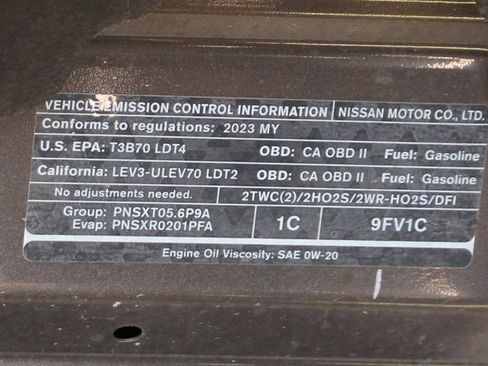 VEHICLE EMISSION CONTROL INFORMATION NISSAN MOTOR CO., LTD.
Conforms to regulations: 2023 MY
U.S. EPA: T3B70 LDT4 OBD: CA OBD II Fuel: Gasoline
California: LEV3-ULEV70 LDT2 OBD: CA OBD II Fuel: Gasoline
No adjustments needed. 2TWC(2)/2HO2S/2WR-HO2S/DFI
Group: PNSXT05.6P9A 1C 9FV1C
Evap: PNSXR0201PFA
Engine Oil Viscosity: SAE 0W-20